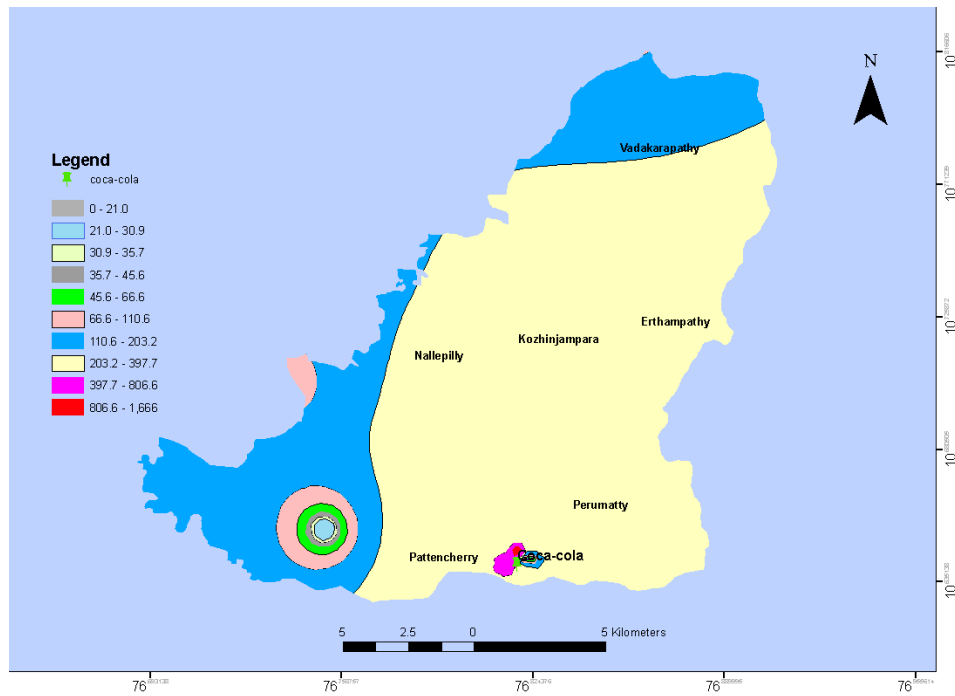 N
Legend
coca-cola
0 - 21.0
21.0 - 30.9
30.9 - 35.7
35.7 - 45.6
45.6 - 66.6
66.6 - 110.6
110.6 - 203.2
203.2 - 397.7
397.7 - 806.6
806.6 - 1,666
Vadakarapathy
Erthampathy
Kozhinjampara
Nallepilly
Perumatty
Pattencherry
Coca-cola
5 2.5 0 5 Kilometers
76
76
76
76
76
10
10
10
10
10